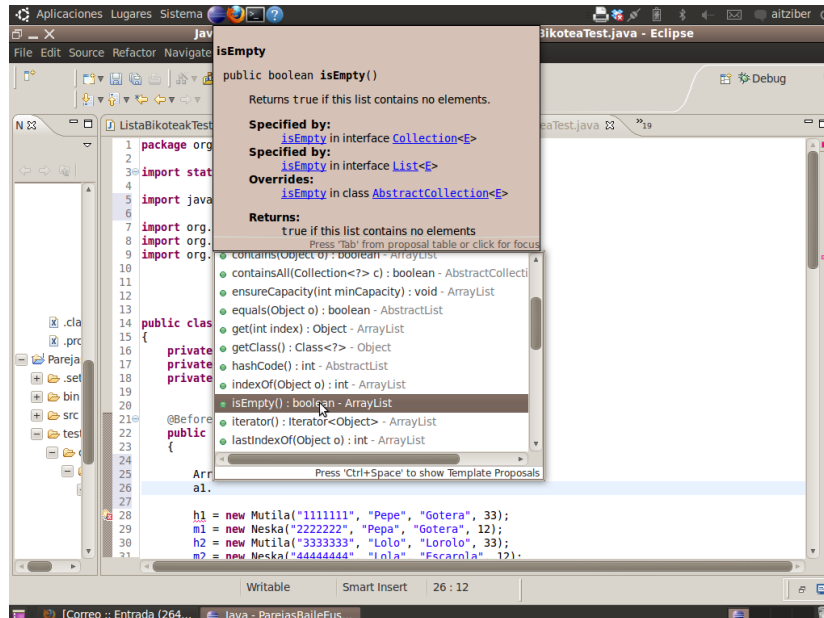 Aplicaciones Lugares Sistema aitziber
Jav BikoteaTest.java - Eclipse
File Edit Source Refactor Navigate
Debug
N ListaBikoteakTest eaTest.java »19
isEmpty
public boolean isEmpty()
Returns true if this list contains no elements.
Specified by:
isEmpty in interface Collection<E>
Specified by:
isEmpty in interface List<E>
Overrides:
isEmpty in class AbstractCollection<E>
Returns:
true if this list contains no elements
Press 'Tab' from proposal table or click for focus
contains(Object o) : boolean - ArrayList
containsAll(Collection<?> c) : boolean - AbstractCollecti
ensureCapacity(int minCapacity) : void - ArrayList
equals(Object o) : boolean - AbstractList
get(int index) : Object - ArrayList
getClass() : Class<?> - Object
hashCode() : int - AbstractList
indexOf(Object o) : int - ArrayList
isEmpty() : boolean - ArrayList
iterator() : Iterator<Object> - ArrayList
lastIndexOf(Object o) : int - ArrayList
Press 'Ctrl+Space' to show Template Proposals
.cla
.pro
Pareja
.set
bin
src
test
1 package org
2
3 import stat
4
5 import java
6
7 import org.
8 import org.
9 import org.
10
11
12
13
14 public clas
15 {
16 private
17 private
18 private
19
20
21 @Before
22 public
23 {
24
25 Arr
26 a1.
27
28 h1 = new Mutila("1111111", "Pepe", "Gotera", 33);
29 m1 = new Neska("2222222", "Pepa", "Gotera", 12);
30 h2 = new Mutila("3333333", "Lolo", "Lorolo", 33);
31 m2 = new Neska("44444444", "Lola", "Escarola", 12);
Writable Smart Insert 26 : 12
[Correo :: Entrada (264... Java - ParejasBaileEus...